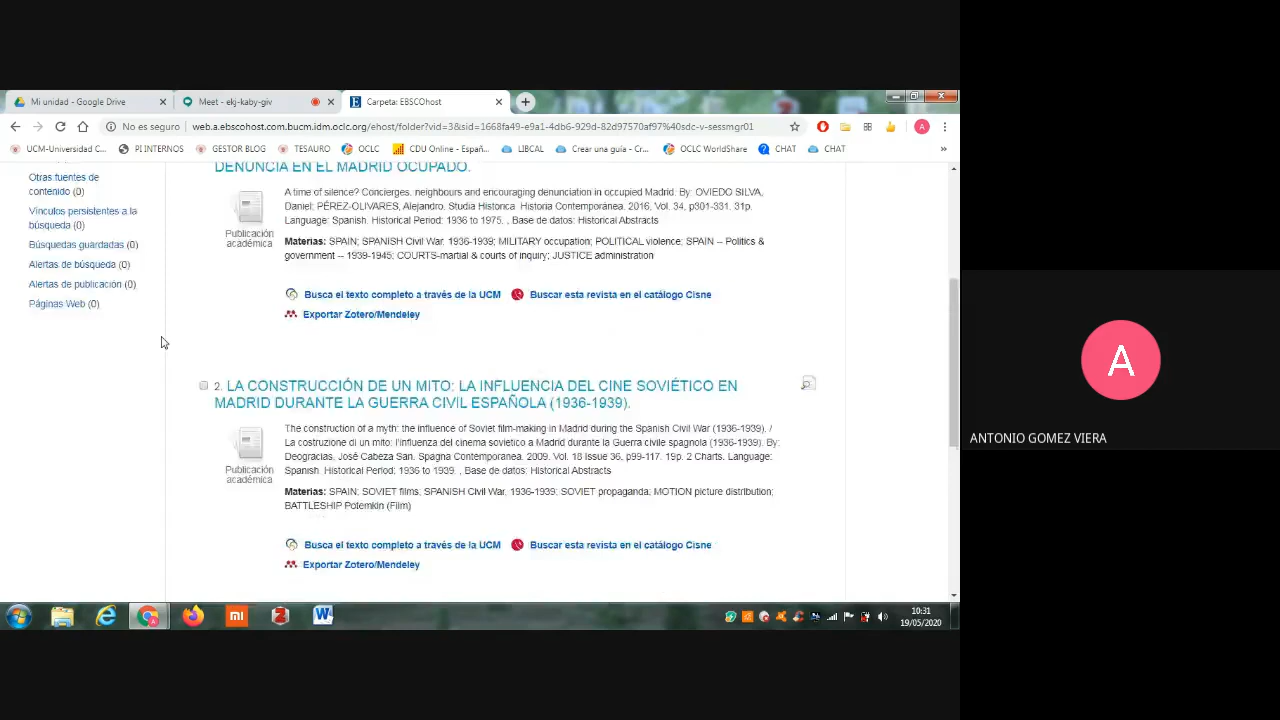 Mi unidad - Google Drive
Meet - ekj-kaby-giv
Carpeta: EBSCOhost
No es seguro
web.b.ebscohost.com.bucm.idm.oclc.org/ehost/folder?vid=3&sid=1668fa49-e9a1-4db6-929d-82d97570af97%40sdc-v-sessmgr01
A
UCM-Universidad C...
PI INTERNOS
GESTOR BLOG
TESAURO
OCLC
CDU Online - Españ...
LIBCAL
Crear una guía - Cr...
OCLC WorldShare
CHAT
CHAT
»
Otras fuentes de
contenido (0)
Vínculos persistentes a la
búsqueda (0)
Búsquedas guardadas (0)
Alertas de búsqueda (0)
Alertas de publicación (0)
Páginas Web (0)
DENUNCIA EN EL MADRID OCUPADO.
A time of silence? Concierges, neighbours and encouraging denunciation in occupied Madrid. By: OVIEDO SILVA,
Daniel; PÉREZ-OLIVARES, Alejandro. Studia Historica Historia Contemporánea. 2016, Vol. 34, p301-331. 31p.
Language: Spanish. Historical Period: 1936 to 1975. , Base de datos: Historical Abstracts
Publicación
académica
Materias: SPAIN; SPANISH Civil War, 1936-1939; MILITARY occupation; POLITICAL violence; SPAIN -- Politics &
government -- 1939-1945; COURTS-martial & courts of inquiry; JUSTICE administration
Busca el texto completo a través de la UCM
Buscar esta revista en el catálogo Cisne
Exportar Zotero/Mendeley
2. LA CONSTRUCCIÓN DE UN MITO: LA INFLUENCIA DEL CINE SOVIÉTICO EN
MADRID DURANTE LA GUERRA CIVIL ESPAÑOLA (1936-1939).
The construction of a myth: the influence of Soviet film-making in Madrid during the Spanish Civil War (1936-1939). /
La costruzione di un mito: l'influenza del cinema sovietico a Madrid durante la Guerra civile spagnola (1936-1939). By:
Deogracias, José Cabeza San. Spagna Contemporanea. 2009. Vol. 18 Issue 36, p99-117. 19p. 2 Charts. Language:
Spanish. Historical Period: 1936 to 1939. , Base de datos: Historical Abstracts
Publicación
académica
Materias: SPAIN; SOVIET films; SPANISH Civil War, 1936-1939; SOVIET propaganda; MOTION picture distribution;
BATTLESHIP Potemkin (Film)
Busca el texto completo a través de la UCM
Buscar esta revista en el catálogo Cisne
Exportar Zotero/Mendeley
mi
10:31
19/05/2020
A
ANTONIO GOMEZ VIERA